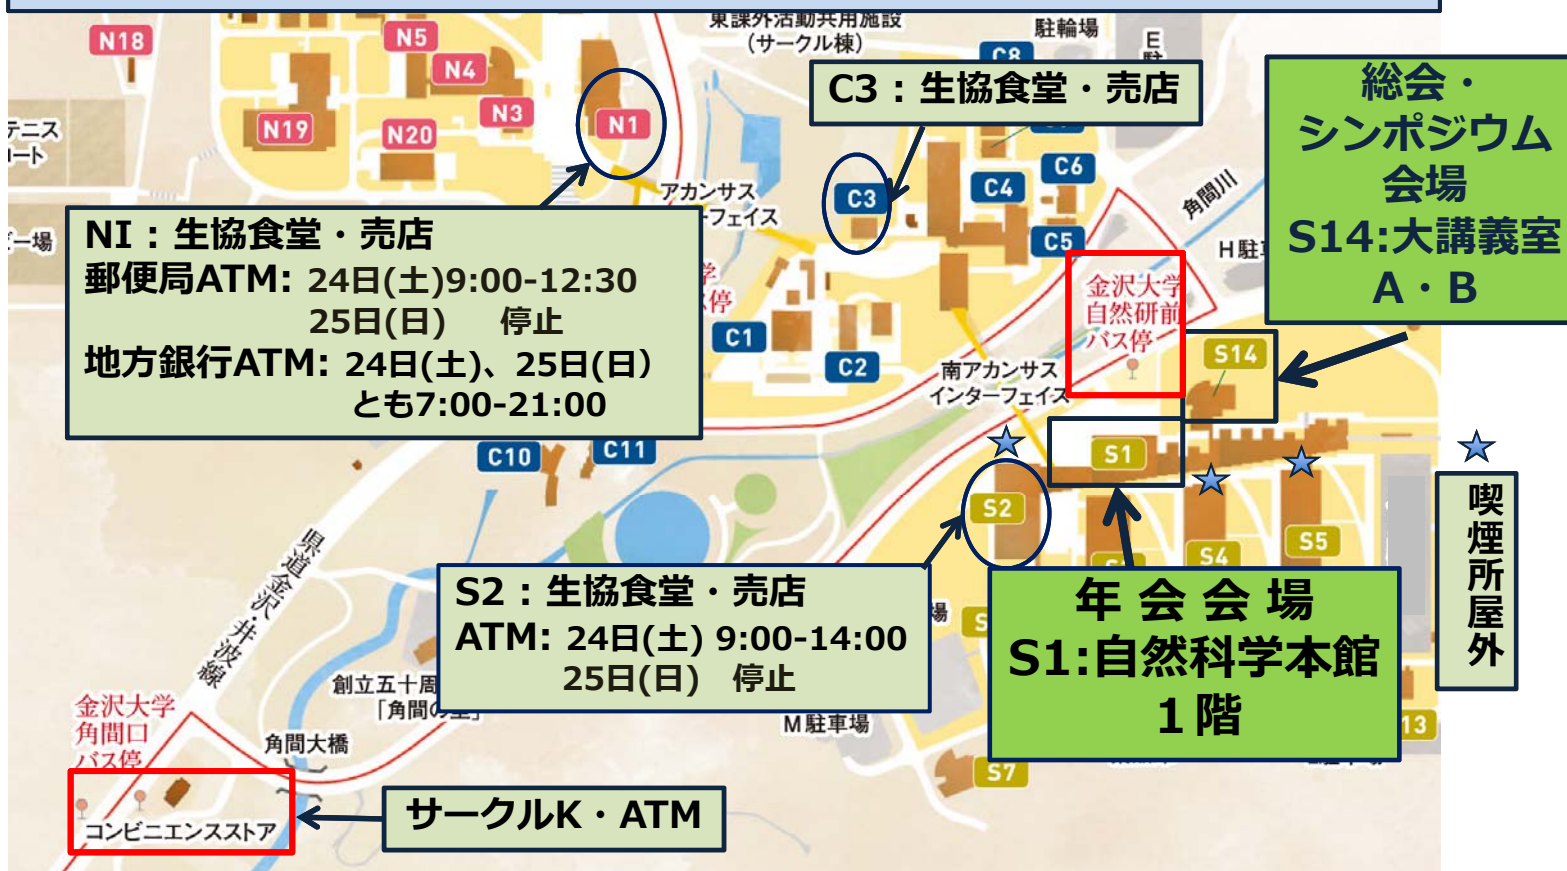 東課外活動共用施設
(サークル棟)
駐輪場
E
N18
N5
N4
N3
N1
N19
N20
テニス
C8
C3：生協食堂・売店
総会・
シンポジウム
会場
S14:大講義室
A・B
C3
C4
C6
C5
角間川
アカンサス
NI：生協食堂・売店
郵便局ATM: 24日(土)9:00-12:30
25日(日) 停止
地方銀行ATM: 24日(土)、25日(日)
とも7:00-21:00
C1
C2
金沢大学
自然研前
バス停
南アカンサス
インターフェイス
S14
C10
C11
S1
S2
S4
S5
喫煙所屋外
県道金沢・井波線
S2：生協食堂・売店
ATM: 24日(土) 9:00-14:00
25日(日) 停止
年会会場
S1:自然科学本館
１階
創立五十周
M駐車場
13
S7
金沢大学
角間口
バス停
角間大橋
コンビニエンスストア
サークルK・ATM